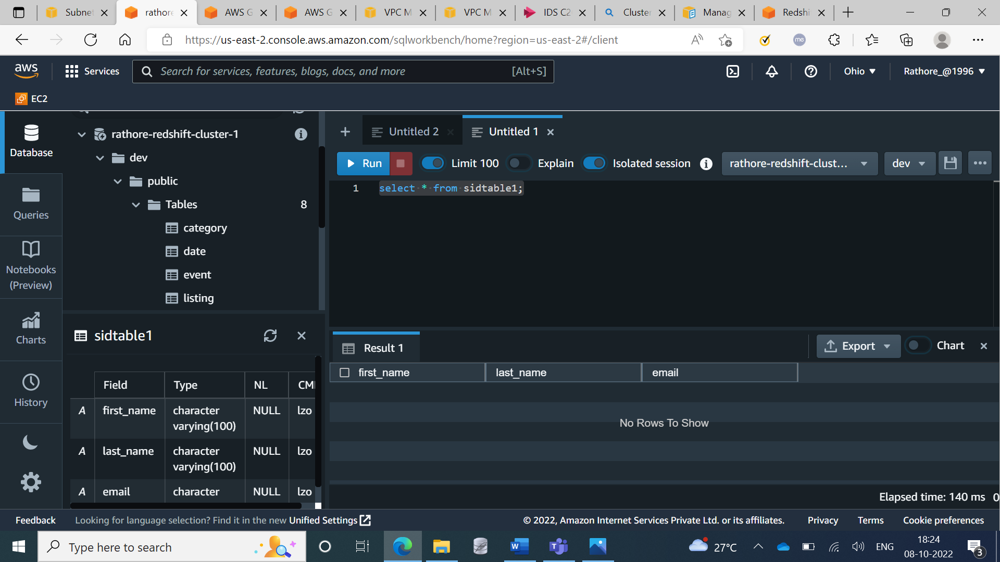 Subnet
rathore
AWS G
AWS G
VPC M
VPC M
IDS C2
Cluster
Manag
Redshi
https://us-east-2.console.aws.amazon.com/sqlworkbench/home?region=us-east-2#/client
me
aws
Services
Search for services, features, blogs, docs, and more
[Alt+S]
Ohio
Rathore_@1996
EC2
Database
Queries
Notebooks
(Preview)
Charts
History
rathore-redshift-cluster-1
dev
public
Tables 8
category
date
event
listing
sidtable1
Field Type NL
A first_name character varying(100) NULL lzo
A last_name character varying(100) NULL lzo
A email character NULL lzo
Untitled 2
Untitled 1
Run
Limit 100
Explain
Isolated session
rathore-redshift-clust...
dev
1 select * from sidtable1;
Result 1
Export
Chart
first_name last_name email
No Rows To Show
Elapsed time: 140 ms
Feedback
Looking for language selection? Find it in the new Unified Settings
© 2022, Amazon Internet Services Private Ltd. or its affiliates.
Privacy
Terms
Cookie preferences
Type here to search
27°C
ENG
18:24
08-10-2022
3